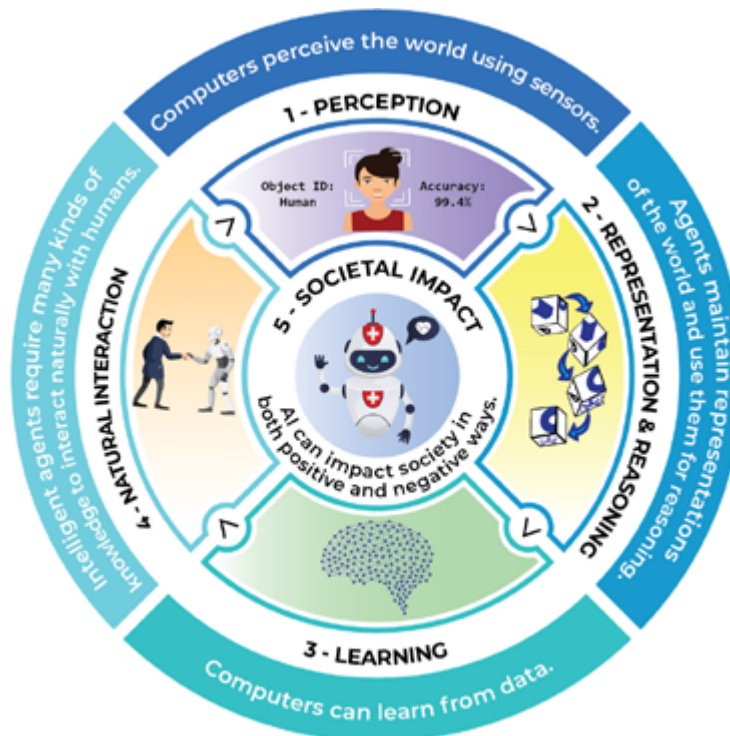 Computers perceive the world using sensors.
1 - PERCEPTION
Object ID:
Human
Accuracy:
99.4%
Agents maintain representations
of the world and use them for reasoning.
2 - REPRESENTATION & REASONING
3 - LEARNING
Computers can learn from data.
Intelligent agents require many kinds of
knowledge to interact naturally with humans.
4 - NATURAL INTERACTION
5 - SOCIETAL IMPACT
AI can impact society in
both positive and negative ways.